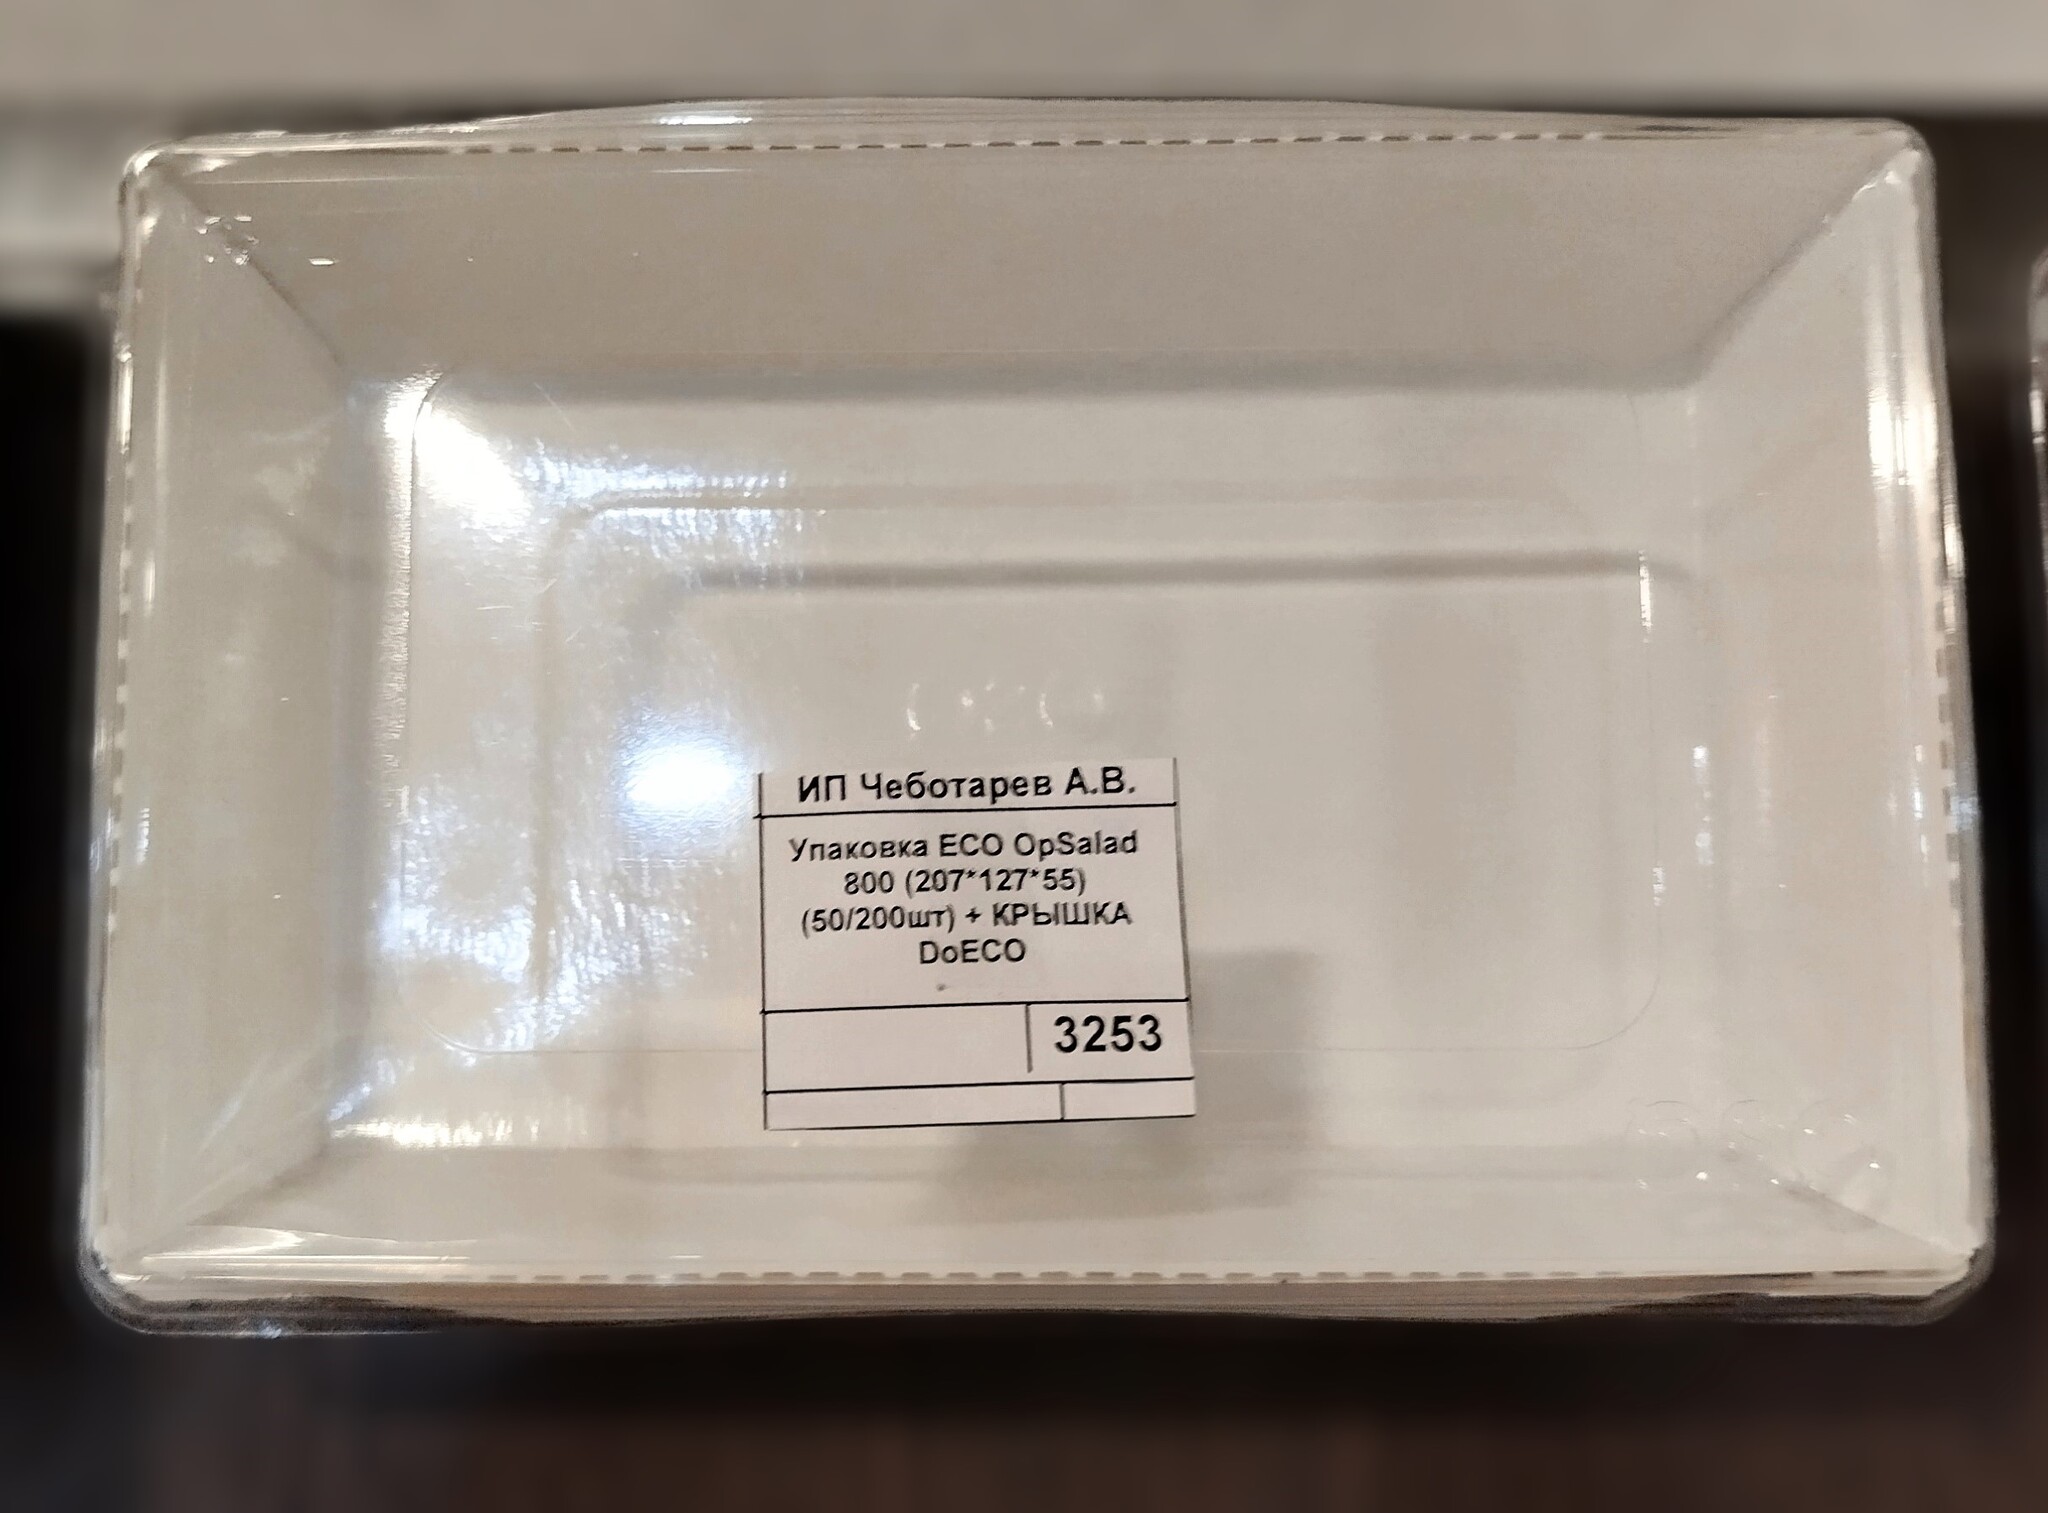 ИП Чеботарев А.В.
Упаковка ECO OpSalad
800 (207*127*55)
(50/200шт) + КРЫШКА
DoECO
3253